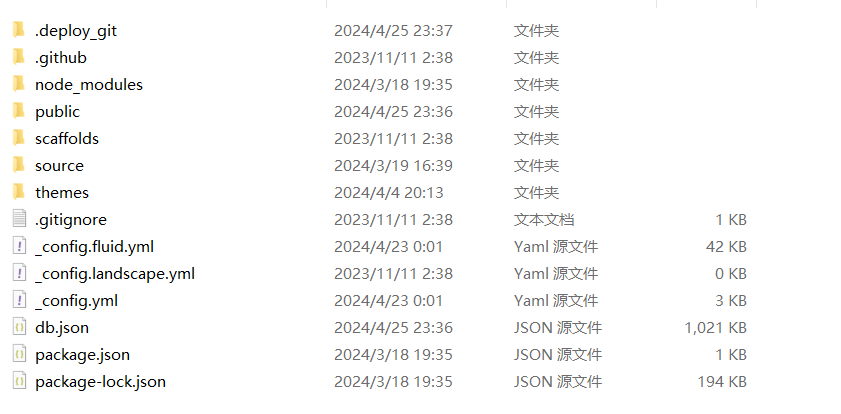 .deploy_git 2024/4/25 23:37 文件夹
.github 2023/11/11 2:38 文件夹
node_modules 2024/3/18 19:35 文件夹
public 2024/4/25 23:36 文件夹
scaffolds 2023/11/11 2:38 文件夹
source 2024/3/19 16:39 文件夹
themes 2024/4/4 20:13 文件夹
.gitignore 2023/11/11 2:38 文本文档 1 KB
_config.fluid.yml 2024/4/23 0:01 Yaml 源文件 42 KB
_config.landscape.yml 2023/11/11 2:38 Yaml 源文件 0 KB
_config.yml 2024/4/23 0:01 Yaml 源文件 3 KB
db.json 2024/4/25 23:36 JSON 源文件 1,021 KB
package.json 2024/3/18 19:35 JSON 源文件 1 KB
package-lock.json 2024/3/18 19:35 JSON 源文件 194 KB